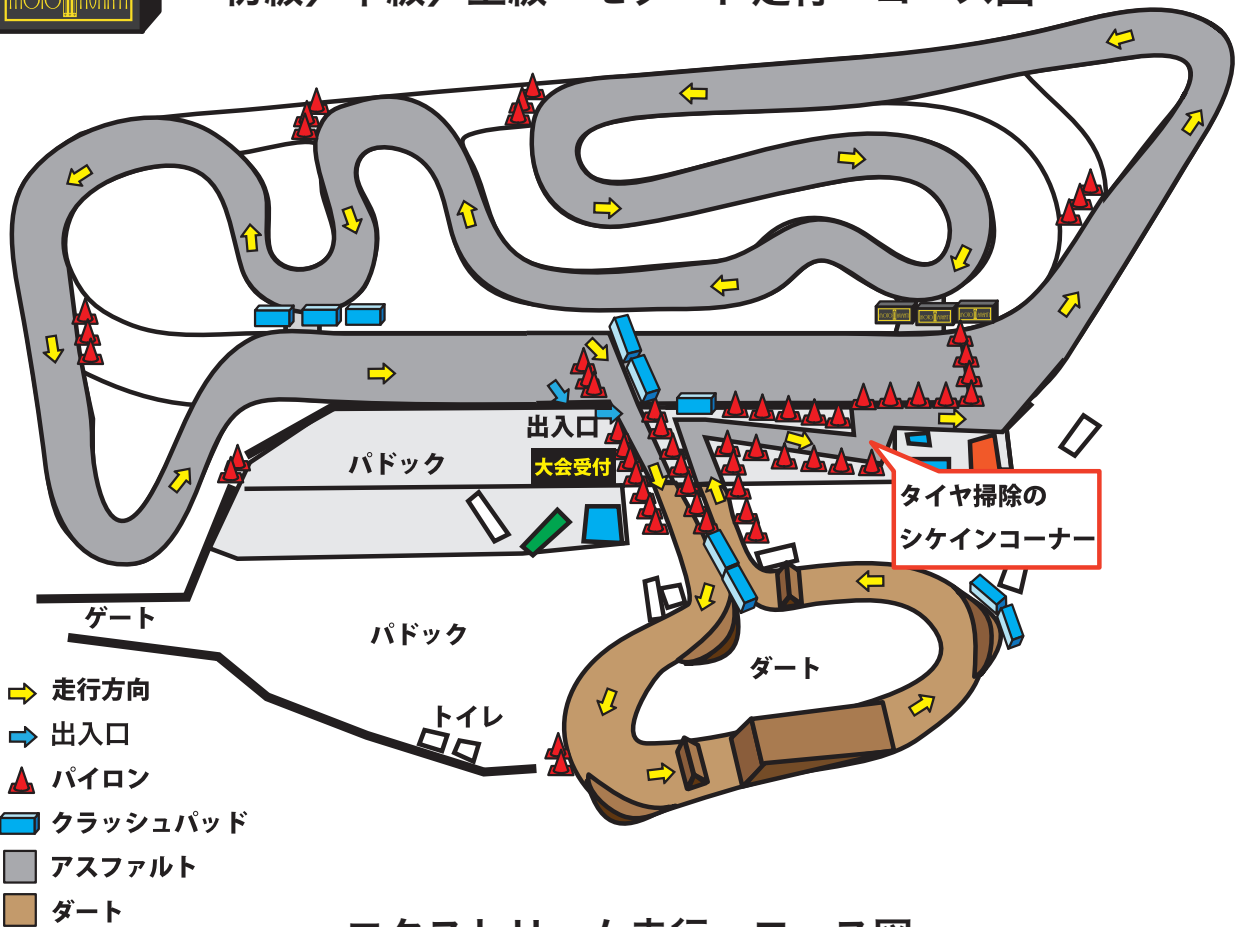 出入口
パドック
大会受付
タイヤ掃除の
シケインコーナー
ゲート
パドック
ダート
トイレ
走行方向
出入口
パイロン
クラッシュパッド
アスファルト
ダート